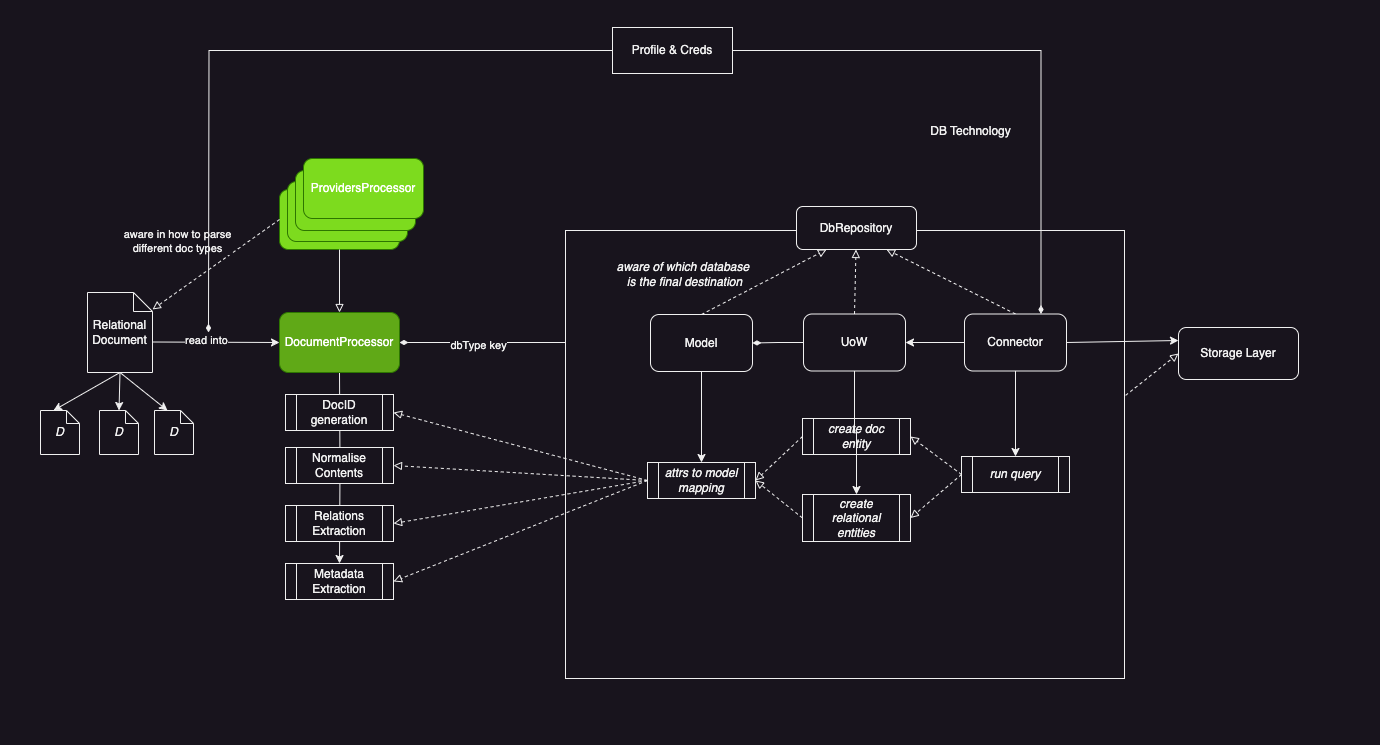 Profile & Creds
DB Technology
ProvidersProcessor
aware in how to parse
different doc types
DbRepository
aware of which database
is the final destination
Relational
Document
read into
DocumentProcessor
dbType key
Model
UoW
Connector
Storage Layer
D
D
D
DocID
generation
Normalise
Contents
Relations
Extraction
Metadata
Extraction
attrs to model
mapping
create doc
entity
create
relational
entities
run query